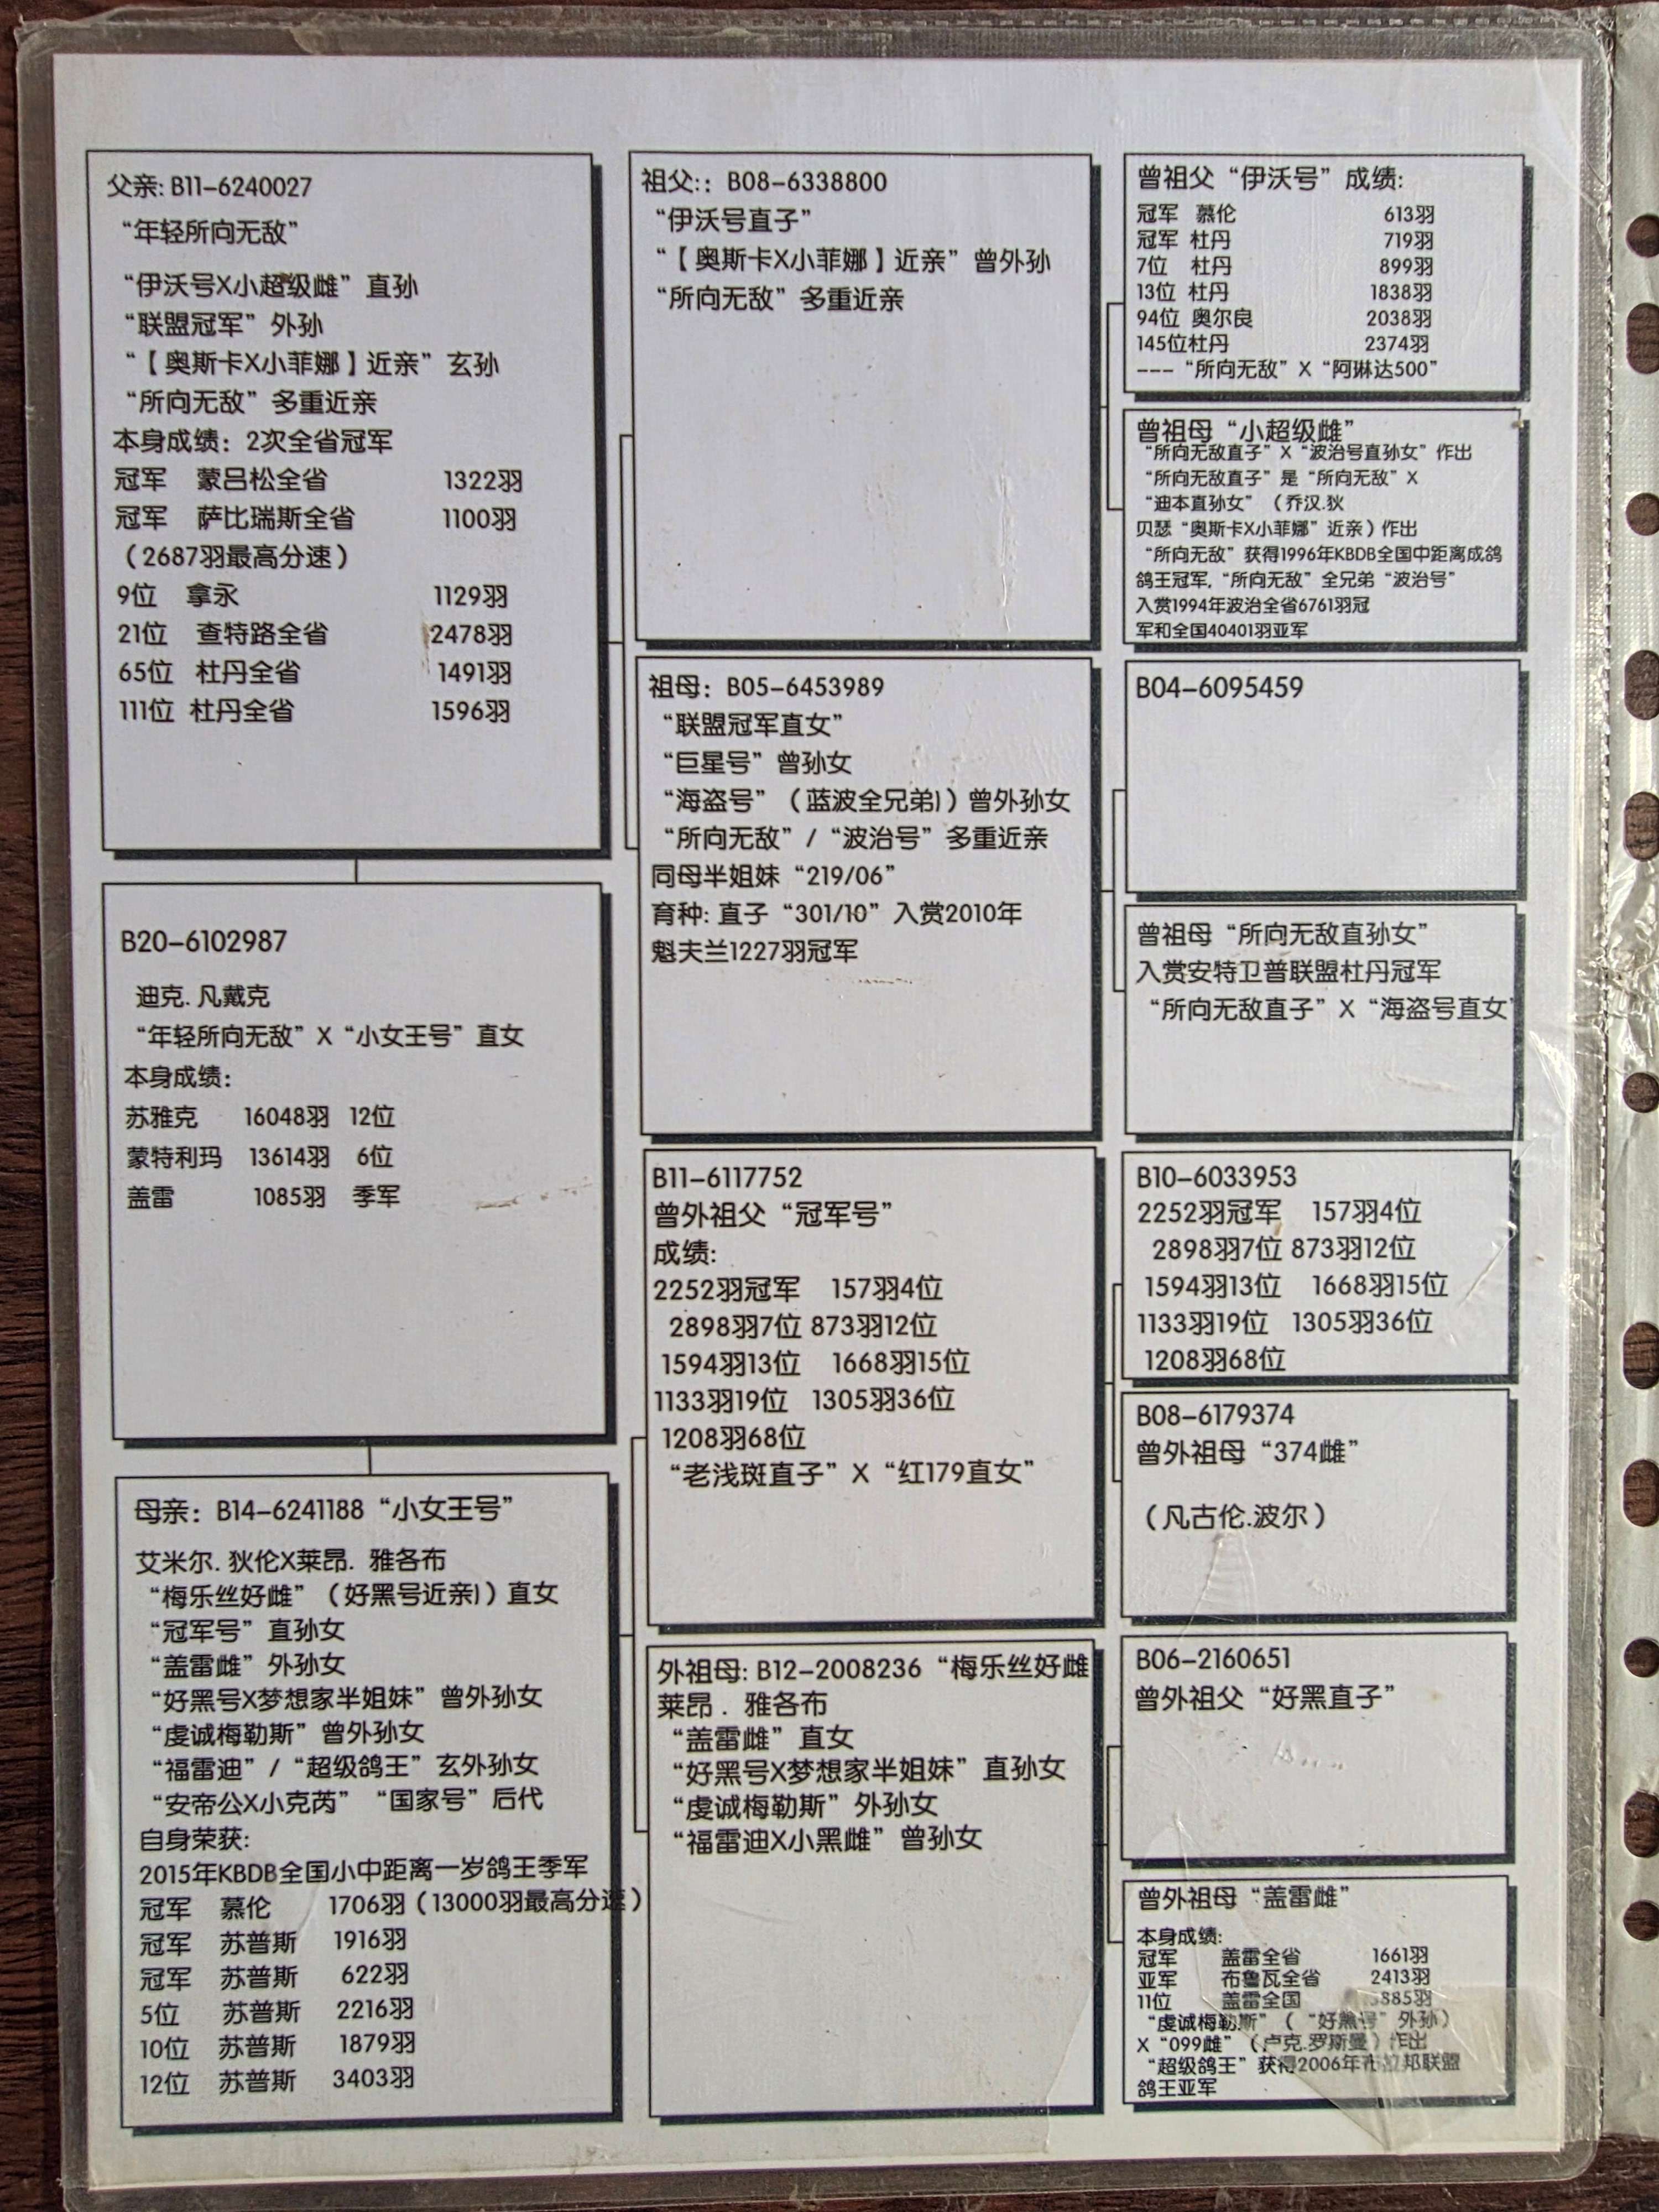 父亲: B11-6240027
“年轻所向无敌”
“伊沃号X小超级雌”直孙
“联盟冠军”外孙
“【奥斯卡X小菲娜】近亲”玄孙
“所向无敌”多重近亲
本身成绩：2次全省冠军
冠军 蒙吕松全省 1322羽
冠军 萨比瑞斯全省 1100羽
（2687羽最高分速）
9位 拿永 1129羽
21位 查特路全省 2478羽
65位 杜丹全省 1491羽
111位 杜丹全省 1596羽
B20-6102987
迪克. 凡戴克
“年轻所向无敌”X“小女王号”直女
本身成绩：
苏雅克 16048羽 12位
蒙特利玛 13614羽 6位
盖雷 1085羽 季军
母亲：B14-6241188“小女王号”
艾米尔. 狄伦X莱昂. 雅各布
“梅乐丝好雌”（好黑号近亲l）直女
“冠军号”直孙女
“盖雷雌”外孙女
“好黑号X梦想家半姐妹”曾外孙女
“虔诚梅勒斯”曾外孙女
“福雷迪”/“超级鸽王”玄外孙女
“安帝公X小克芮”“国家号”后代
自身荣获:
2015年KBDB全国小中距离一岁鸽王季军
冠军 慕伦 1706羽（13000羽最高分速）
冠军 苏普斯 1916羽
冠军 苏普斯 622羽
5位 苏普斯 2216羽
10位 苏普斯 1879羽
12位 苏普斯 3403羽
祖父:：B08-6338800
“伊沃号直子”
“【奥斯卡X小菲娜】近亲”曾外孙
“所向无敌”多重近亲
祖母：B05-6453989
“联盟冠军直女”
“巨星号”曾孙女
“海盗号”（蓝波全兄弟l）曾外孙女
“所向无敌”/“波治号”多重近亲
同母半姐妹“219/06”
育种: 直子“301/10”入赏2010年
魁夫兰1227羽冠军
B11-6117752
曾外祖父“冠军号”
成绩:
2252羽冠军 157羽4位
2898羽7位 873羽12位
1594羽13位 1668羽15位
1133羽19位 1305羽36位
1208羽68位
“老浅斑直子”X“红179直女”
外祖母: B12-2008236“梅乐丝好雌
莱昂 . 雅各布
“盖雷雌”直女
“好黑号X梦想家半姐妹”直孙女
“虔诚梅勒斯”外孙女
“福雷迪X小黑雌”曾孙女
曾祖父“伊沃号”成绩:
冠军 慕伦 613羽
冠军 杜丹 719羽
7位 杜丹 899羽
13位 杜丹 1838羽
94位 奥尔良 2038羽
145位杜丹 2374羽
---“所向无敌”X“阿琳达500”
曾祖母“小超级雌”
“所向无敌直子”X“波治号直孙女”作出
“所向无敌直子”是“所向无敌”X
“迪本直孙女”（乔汉.狄
贝瑟“奥斯卡X小菲娜”近亲）作出
“所向无敌”获得1996年KBDB全国中距离成鸽
鸽王冠军,“所向无敌”全兄弟“波治号”
入赏1994年波治全省6761羽冠
军和全国40401羽亚军
B04-6095459
曾祖母“所向无敌直孙女”
入赏安特卫普联盟杜丹冠军
“所向无敌直子”X“海盗号直女”
B10-6033953
2252羽冠军 157羽4位
2898羽7位 873羽12位
1594羽13位 1668羽15位
1133羽19位 1305羽36位
1208羽68位
B08-6179374
曾外祖母“374雌”
（凡古伦.波尔）
B06-2160651
曾外祖父“好黑直子”
曾外祖母“盖雷雌”
本身成绩:
冠军 盖雷全省 1661羽
亚军 布鲁瓦全省 2413羽
11位 盖雷全国
“虔诚梅勒斯”（“好黑号”外孙）
X“099雌”（卢克.罗斯曼）作出
“超级鸽王”获得2006年布拉邦联盟
鸽王亚军